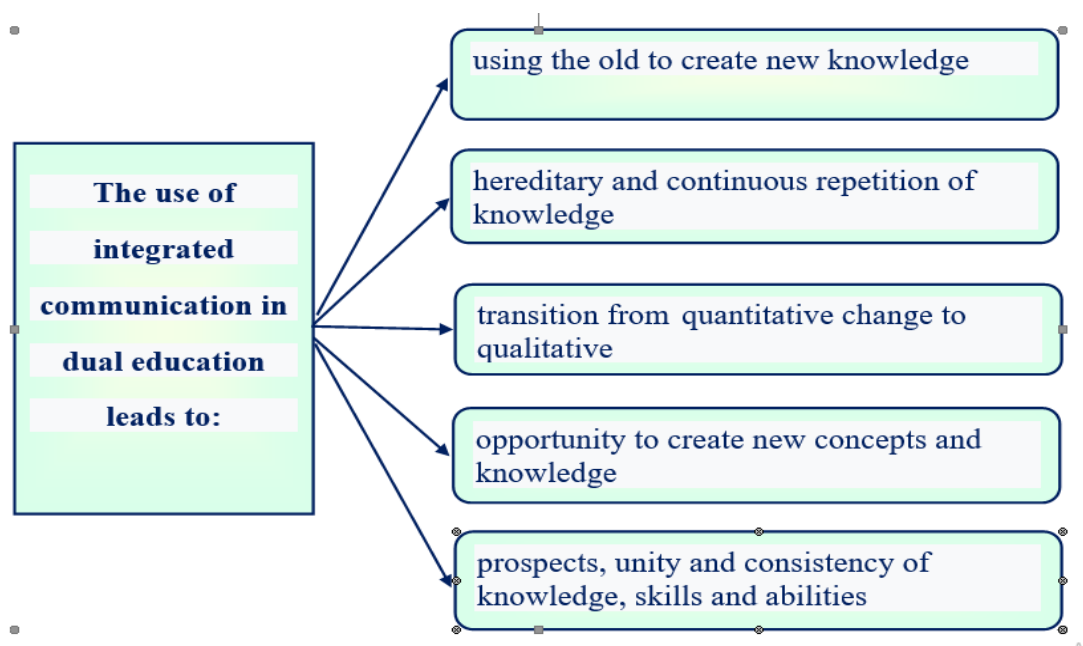 The use of
integrated
communication in
dual education
leads to:
using the old to create new knowledge
hereditary and continuous repetition of
knowledge
transition from quantitative change to
qualitative
opportunity to create new concepts and
knowledge
prospects, unity and consistency of
knowledge, skills and abilities